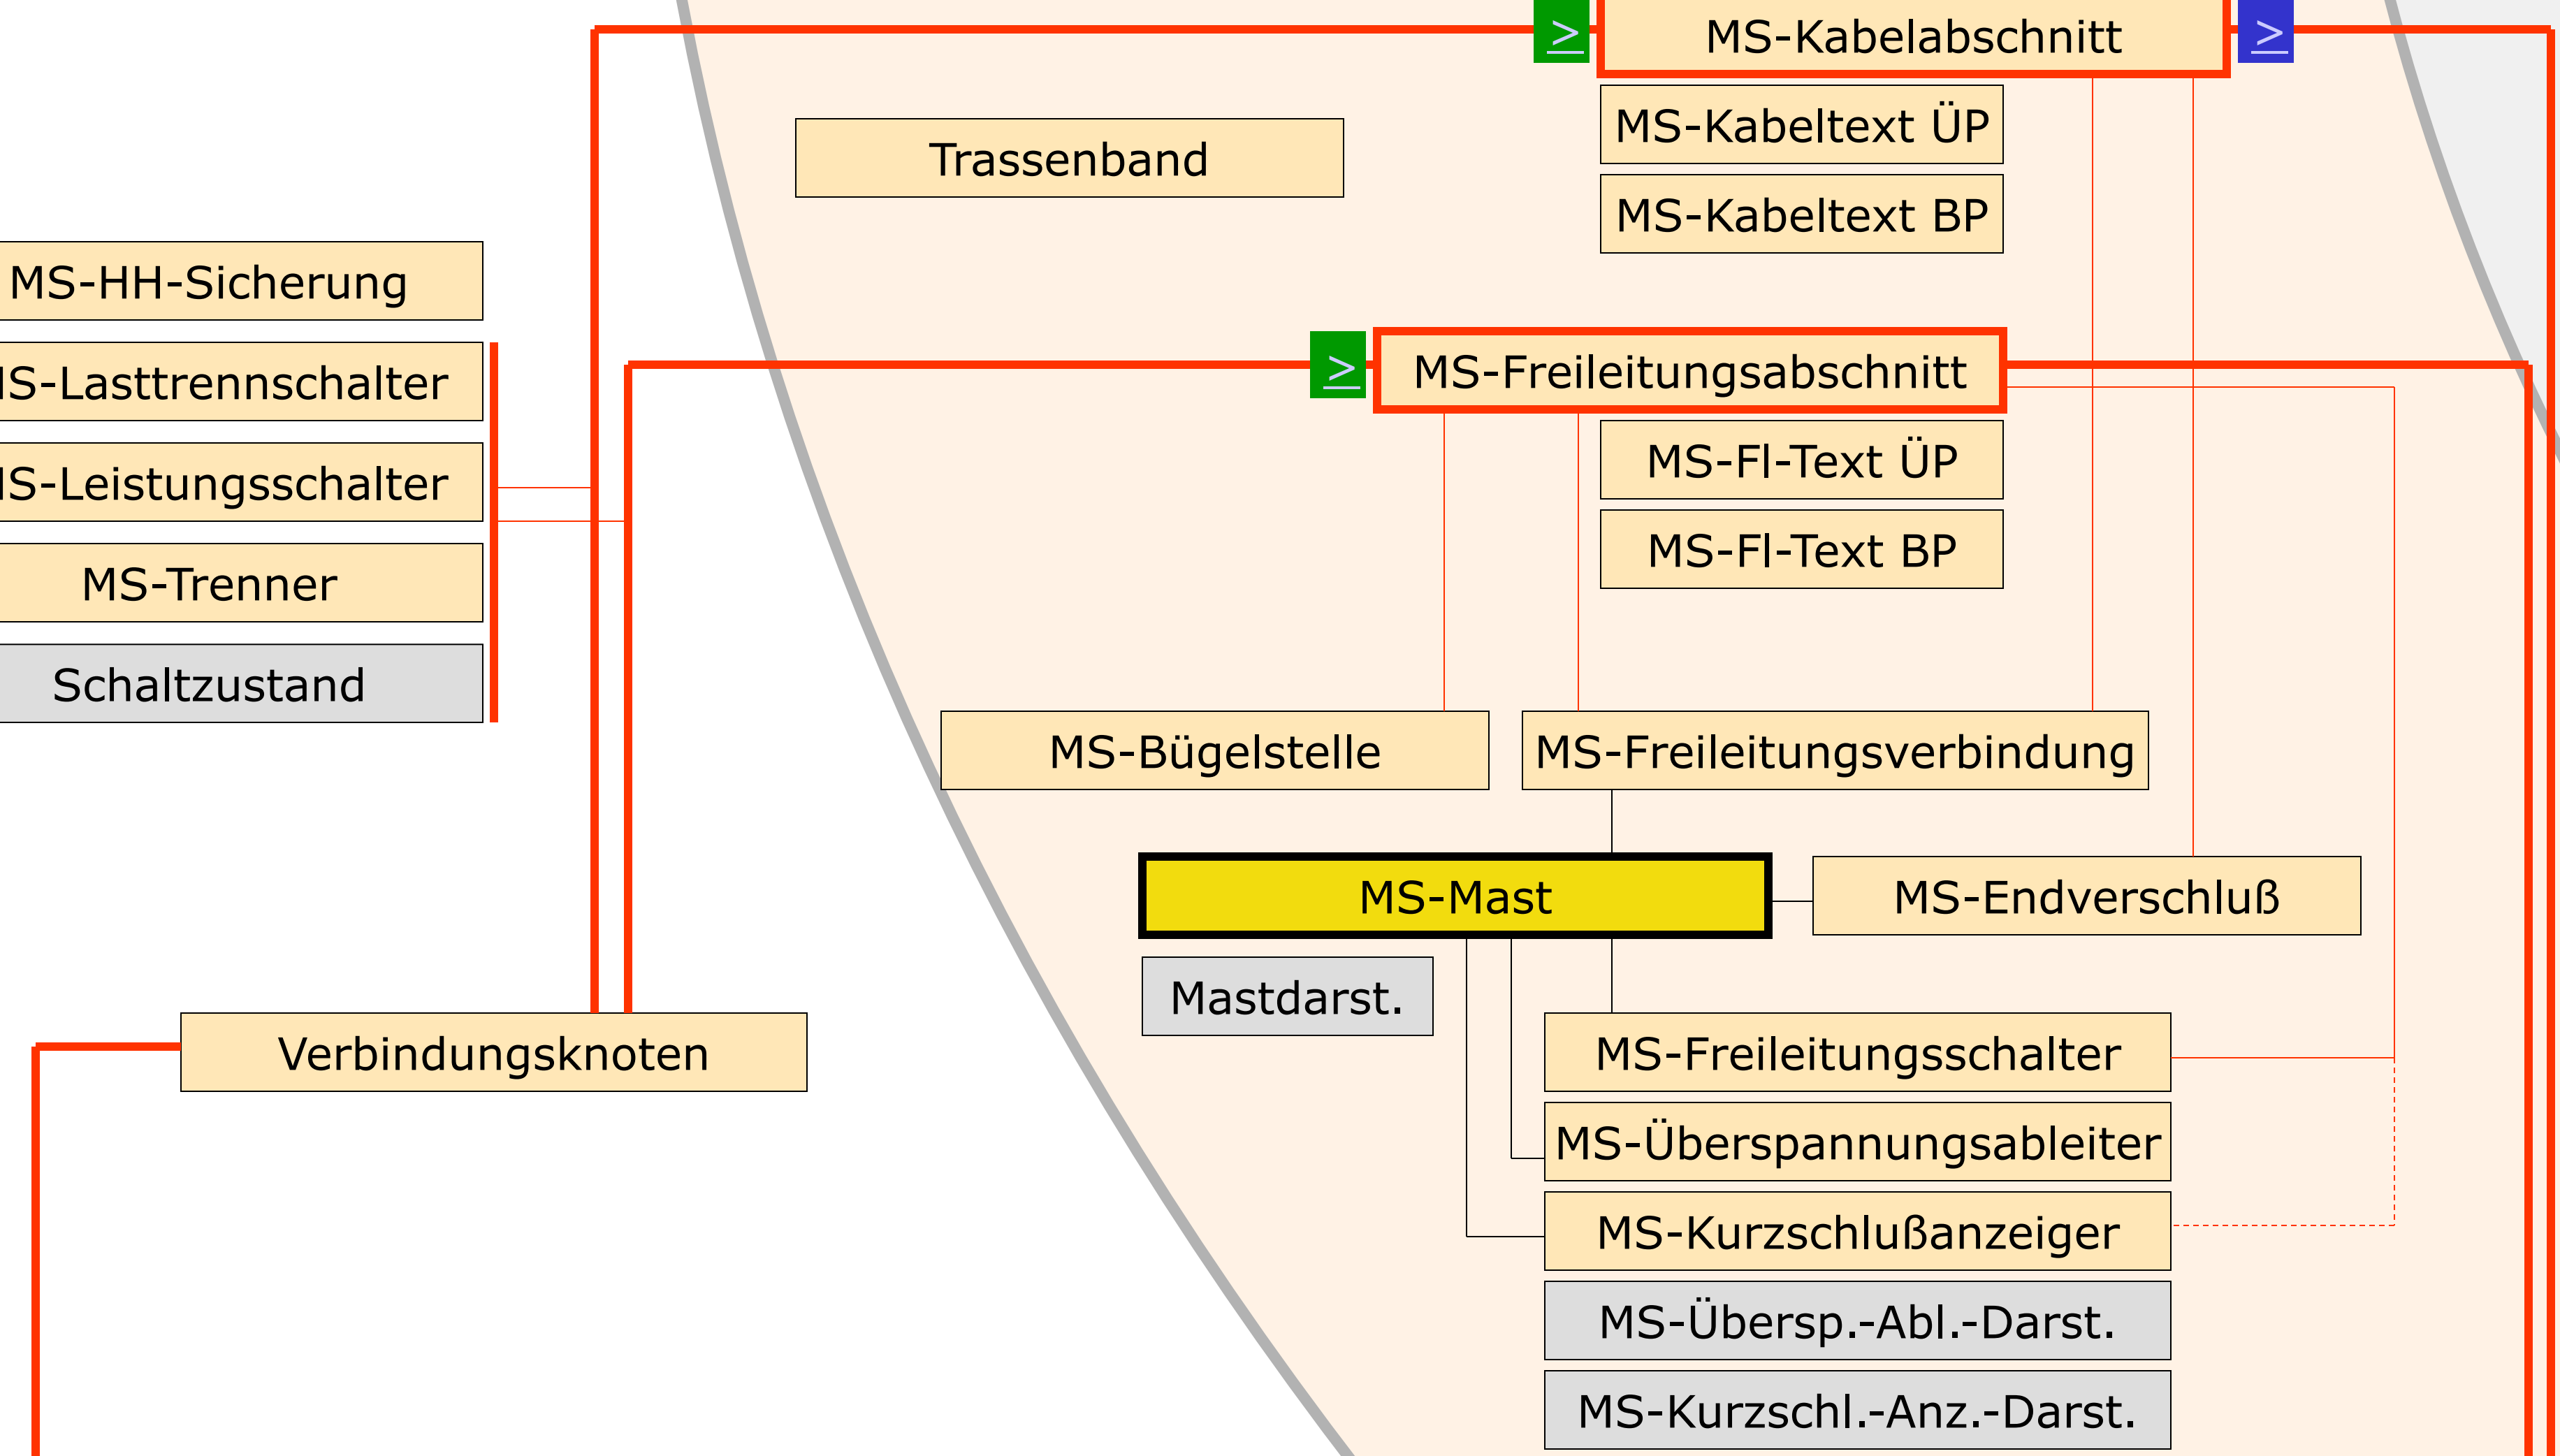 > MS-Kabelabschnitt >
MS-Kabeltext ÜP
Trassenband
MS-Kabeltext BP
MS-HH-Sicherung
> MS-Freileitungsabschnitt
S-Lasttrennschalter
MS-Fl-Text ÜP
S-Leistungsschalter
MS-Fl-Text BP
MS-Trenner
Schaltzustand
MS-Bügelstelle
MS-Freileitungsverbindung
MS-Mast
MS-Endverschluß
Mastdarst.
Verbindungsknoten
MS-Freileitungsschalter
MS-Überspannungsableiter
MS-Kurzschlußanzeiger
MS-Übersp.-Abl.-Darst.
MS-Kurzschl.-Anz.-Darst.